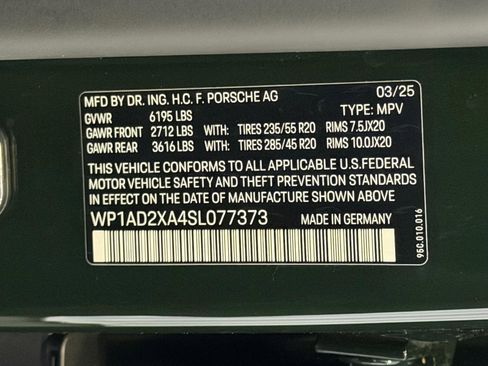 MFD BY DR. ING. H.C. F. PORSCHE AG 03/25
GVWR 6195 LBS TYPE: MPV
GAWR FRONT 2712 LBS WITH: TIRES 235/55 R20 RIMS 7.5JX20
GAWR REAR 3616 LBS WITH: TIRES 285/45 R20 RIMS 10.0JX20
THIS VEHICLE CONFORMS TO ALL APPLICABLE U.S.FEDERAL
MOTOR VEHICLE SAFETY AND THEFT PREVENTION STANDARDS
IN EFFECT ON THE DATE OF MANUFACTURE SHOWN ABOVE
WP1AD2XA4SL077373 MADE IN GERMANY
95C.010.016